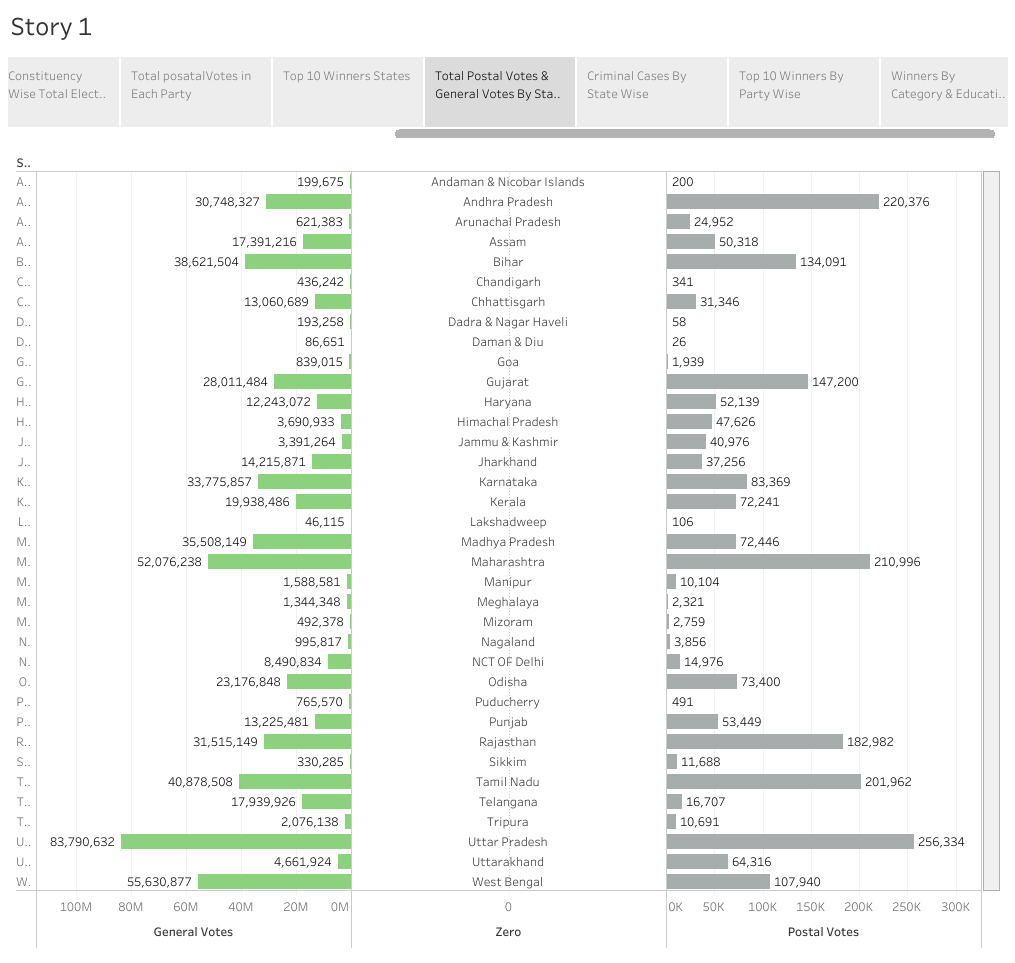 Story 1
Constituency
Wise Total Elect..
Total posatalVotes in
Each Party
Top 10 Winners States
Total Postal Votes &
General Votes By Sta..
Criminal Cases By
State Wise
Top 10 Winners By
Party Wise
Winners By
Category & Educati..
S..
A.. 199,675 Andaman & Nicobar Islands 200
A.. 30,748,327 Andhra Pradesh 220,376
A.. 621,383 Arunachal Pradesh 24,952
A.. 17,391,216 Assam 50,318
B.. 38,621,504 Bihar 134,091
C.. 436,242 Chandigarh 341
C.. 13,060,689 Chhattisgarh 31,346
D.. 193,258 Dadra & Nagar Haveli 58
D.. 86,651 Daman & Diu 26
G.. 839,015 Goa 1,939
G.. 28,011,484 Gujarat 147,200
H.. 12,243,072 Haryana 52,139
H.. 3,690,933 Himachal Pradesh 47,626
J.. 3,391,264 Jammu & Kashmir 40,976
J.. 14,215,871 Jharkhand 37,256
K.. 33,775,857 Karnataka 83,369
K.. 19,938,486 Kerala 72,241
L.. 46,115 Lakshadweep 106
M. 35,508,149 Madhya Pradesh 72,446
M. 52,076,238 Maharashtra 210,996
M. 1,588,581 Manipur 10,104
M. 1,344,348 Meghalaya 2,321
M. 492,378 Mizoram 2,759
N. 995,817 Nagaland 3,856
N. 8,490,834 NCT OF Delhi 14,976
O. 23,176,848 Odisha 73,400
P.. 765,570 Puducherry 491
P.. 13,225,481 Punjab 53,449
R.. 31,515,149 Rajasthan 182,982
S.. 330,285 Sikkim 11,688
T.. 40,878,508 Tamil Nadu 201,962
T.. 17,939,926 Telangana 16,707
T.. 2,076,138 Tripura 10,691
U.. 83,790,632 Uttar Pradesh 256,334
U.. 4,661,924 Uttarakhand 64,316
W. 55,630,877 West Bengal 107,940
100M 80M 60M 40M 20M 0M 0 0K 50K 100K 150K 200K 250K 300K
General Votes Zero Postal Votes